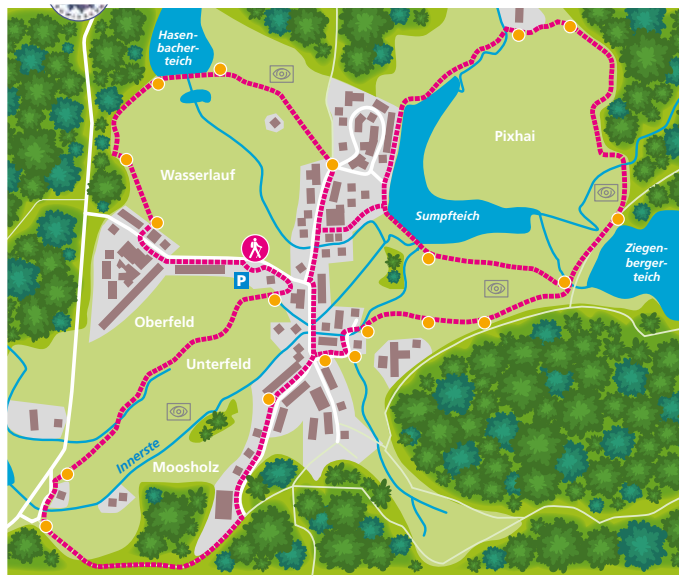 Hasen-
bacher-
teich
Pixhai
Wasserlauf
Sumpfteich
Ziegen-
berger-
teich
P
Oberfeld
Unterfeld
Innerste
Moosholz